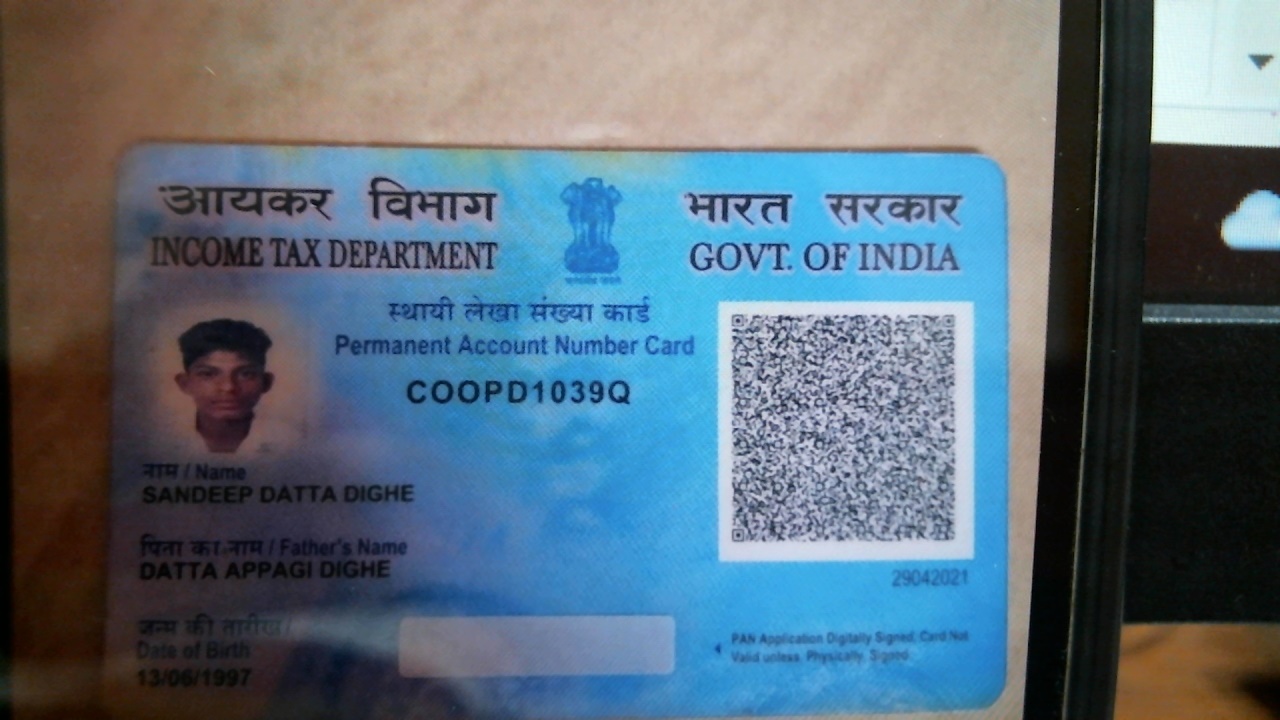 आयकर विभाग
INCOME TAX DEPARTMENT
भारत सरकार
GOVT. OF INDIA
स्थायी लेखा संख्या कार्ड
Permanent Account Number Card
COOPD1039Q
नाम / Name
SANDEEP DATTA DIGHE
पिता का नाम / Father's Name
DATTA APPAGI DIGHE
जन्म की तारीख /
Date of Birth
13/06/1997
29042021
PAN Application Digitally Signed, Card Not
Valid unless Physically Signed